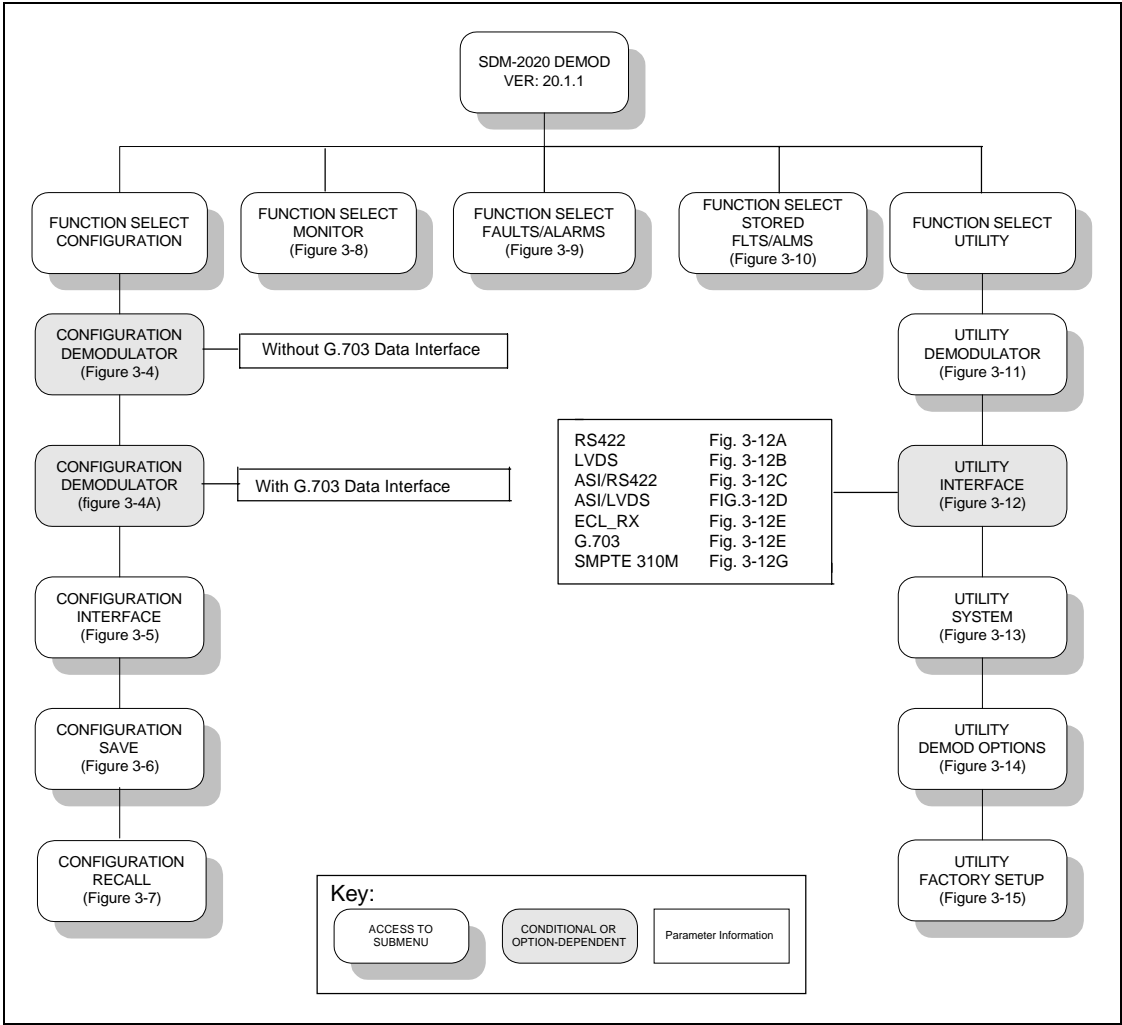 SDM-2020 DEMOD
VER: 20.1.1
FUNCTION SELECT
CONFIGURATION
FUNCTION SELECT
MONITOR
(Figure 3-8)
FUNCTION SELECT
FAULTS/ALARMS
(Figure 3-9)
FUNCTION SELECT
STORED
FLTS/ALMS
(Figure 3-10)
FUNCTION SELECT
UTILITY
CONFIGURATION
DEMODULATOR
(Figure 3-4)
Without G.703 Data Interface
UTILITY
DEMODULATOR
(Figure 3-11)
CONFIGURATION
DEMODULATOR
(figure 3-4A)
With G.703 Data Interface
RS422 Fig. 3-12A
LVDS Fig. 3-12B
ASI/RS422 Fig. 3-12C
ASI/LVDS FIG.3-12D
ECL_RX Fig. 3-12E
G.703 Fig. 3-12E
SMPTE 310M Fig. 3-12G
UTILITY
INTERFACE
(Figure 3-12)
CONFIGURATION
INTERFACE
(Figure 3-5)
UTILITY
SYSTEM
(Figure 3-13)
CONFIGURATION
SAVE
(Figure 3-6)
UTILITY
DEMOD OPTIONS
(Figure 3-14)
CONFIGURATION
RECALL
(Figure 3-7)
UTILITY
FACTORY SETUP
(Figure 3-15)
Key:
ACCESS TO
SUBMENU
CONDITIONAL OR
OPTION-DEPENDENT
Parameter Information